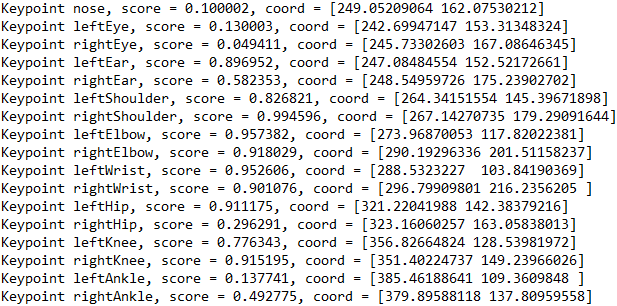 Keypoint nose, score = 0.100002, coord = [249.05209064 162.07530212]
Keypoint leftEye, score = 0.130003, coord = [242.69947147 153.31348324]
Keypoint rightEye, score = 0.049411, coord = [245.73302603 167.08646345]
Keypoint leftEar, score = 0.896952, coord = [247.08484554 152.52172661]
Keypoint rightEar, score = 0.582353, coord = [248.54959726 175.23902702]
Keypoint leftShoulder, score = 0.826821, coord = [264.34151554 145.39671898]
Keypoint rightShoulder, score = 0.994596, coord = [267.14270735 179.29091644]
Keypoint leftElbow, score = 0.957382, coord = [273.96870053 117.82022381]
Keypoint rightElbow, score = 0.918029, coord = [290.19296336 201.51158237]
Keypoint leftWrist, score = 0.952606, coord = [288.5323227  103.84190369]
Keypoint rightWrist, score = 0.901076, coord = [296.79909801 216.2356205 ]
Keypoint leftHip, score = 0.911175, coord = [321.22041988 142.38379216]
Keypoint rightHip, score = 0.296291, coord = [323.16060257 163.05838013]
Keypoint leftKnee, score = 0.776343, coord = [356.82664824 128.53981972]
Keypoint rightKnee, score = 0.915195, coord = [351.40224737 149.23966026]
Keypoint leftAnkle, score = 0.137741, coord = [385.46188641 109.3609848 ]
Keypoint rightAnkle, score = 0.492775, coord = [379.89588118 137.80959558]